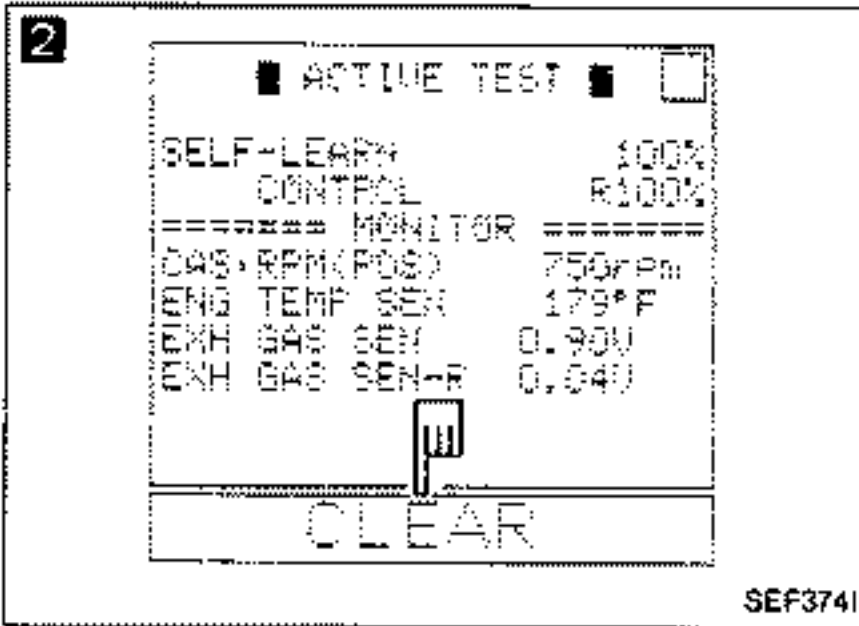 2
■ ACTIVE TEST ■
SELF-LEARN 100%
CONTROL R100%
======= MONITOR =======
CAS•RPM(POS) 750rpm
ENG TEMP SEN 179°F
EXH GAS SEN 0.90V
EXH GAS SEN-R 0.04V
CLEAR
SEF374I